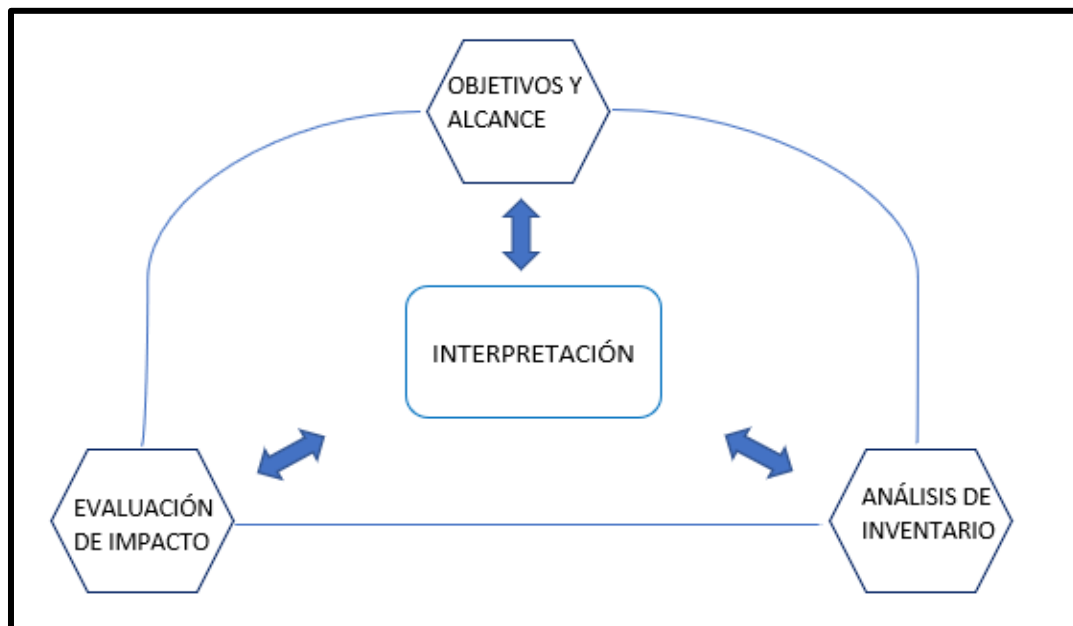 OBJETIVOS Y
ALCANCE
INTERPRETACIÓN
EVALUACIÓN
DE IMPACTO
ANÁLISIS DE
INVENTARIO